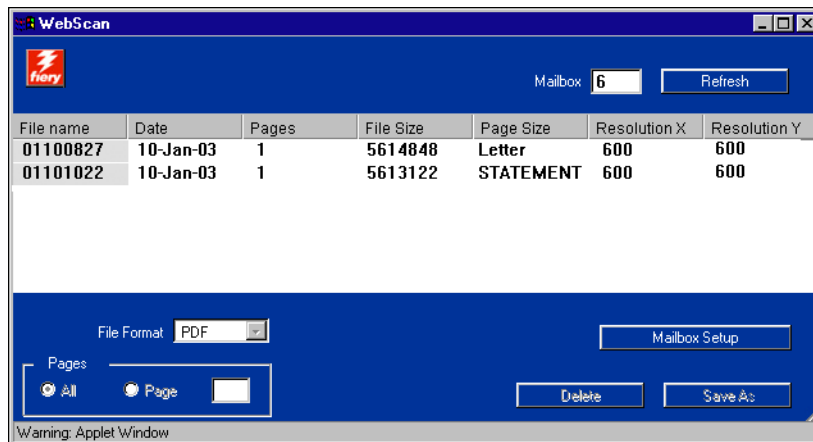 WebScan
fiery
Mailbox 6 Refresh
File name Date Pages File Size Page Size Resolution X Resolution Y
01100827 10-Jan-03 1 5614848 Letter 600 600
01101022 10-Jan-03 1 5613122 STATEMENT 600 600
File Format PDF
Mailbox Setup
Pages
All Page
Delete Save As
Warning: Applet Window